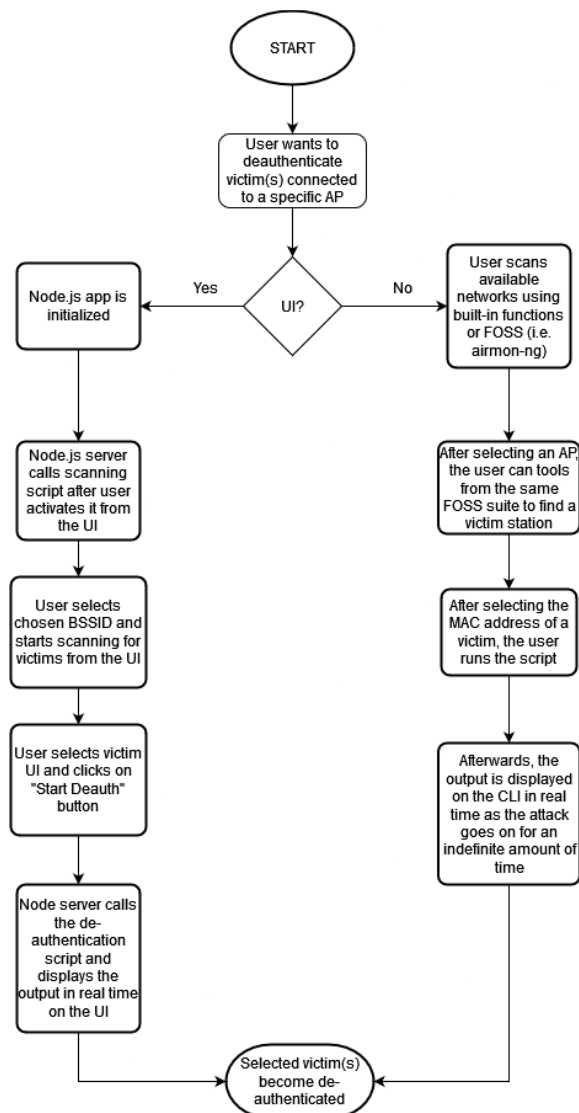 START
User wants to
deauthenticate
victim(s) connected
to a specific AP
UI?
Yes
No
Node.js app is
initialized
Node.js server
calls scanning
script after user
activates it from
the UI
User selects
chosen BSSID and
starts scanning for
victims from the UI
User selects victim
UI and clicks on
"Start Deauth"
button
Node server calls
the de-
authentication
script and
displays the
output in real time
on the UI
User scans
available
networks using
built-in functions
or FOSS (i.e.
airmon-ng)
After selecting an AP,
the user can tools
from the same
FOSS suite to find a
victim station
After selecting the
MAC address of a
victim, the user
runs the script
Afterwards, the
output is displayed
on the CLI in real
time as the attack
goes on for an
indefinite amount of
time
Selected victim(s)
become de-
authenticated